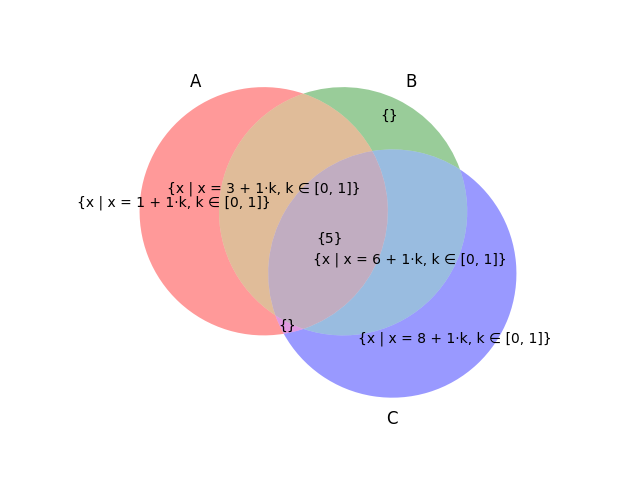 A
B
{}
{x | x = 3 + 1·k, k ∈ [0, 1]}
{x | x = 1 + 1·k, k ∈ [0, 1]}
{5}
{x | x = 6 + 1·k, k ∈ [0, 1]}
{}
{x | x = 8 + 1·k, k ∈ [0, 1]}
C